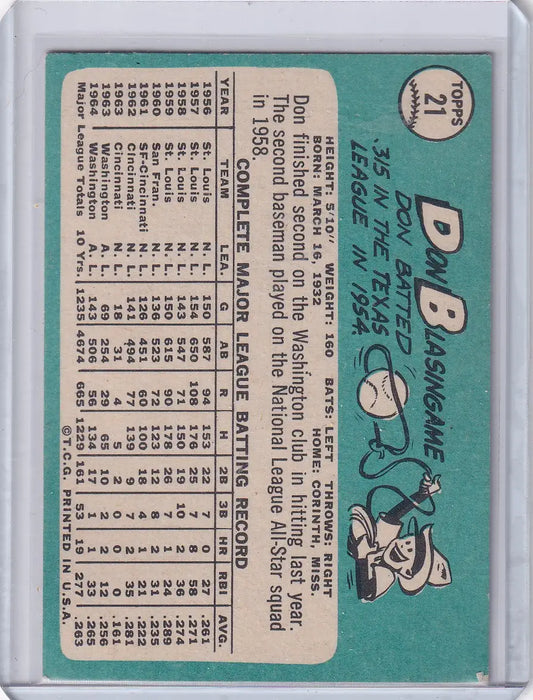 TOPPS
21
DON BLASINGAME
DON BATTED
.315 IN THE TEXAS
LEAGUE IN 1954.
HEIGHT: 5'10" WEIGHT: 160 BATS: LEFT THROWS: RIGHT
BORN: MARCH 16, 1932 HOME: CORINTH, MISS.
Don finished second on the Washington club in hitting last year.
The second baseman played on the National League All-Star squad
in 1958.
COMPLETE MAJOR LEAGUE BATTING RECORD
YEAR TEAM LEA. G AB R H 2B 3B HR RBI AVG.
1956 St. Louis N. L. 150 587 94 153 22 7 0 27 .261
1957 St. Louis N. L. 154 650 108 176 25 7 8 58 .271
1958 St. Louis N. L. 143 547 71 150 19 10 2 36 .274
1959 St. Louis N. L. 150 615 90 178 26 7 1 24 .289
1960 San Fran. N. L. 136 523 72 123 12 8 2 31 .235
1961 SF-Cincinnati N. L. 126 451 60 100 18 4 1 21 .222
1962 Cincinnati N. L. 141 494 77 139 9 7 2 35 .281
1963 Cincinnati N. L. 18 31 4 5 2 0 0 0 .161
1963 Washington A. L. 69 254 29 65 10 2 2 12 .256
1964 Washington A. L. 143 506 56 134 17 1 1 33 .265
Major League Totals 10 Yrs. 1235 4674 665 1229 161 53 19 277 .263
©T.C.G. PRINTED IN U.S.A.